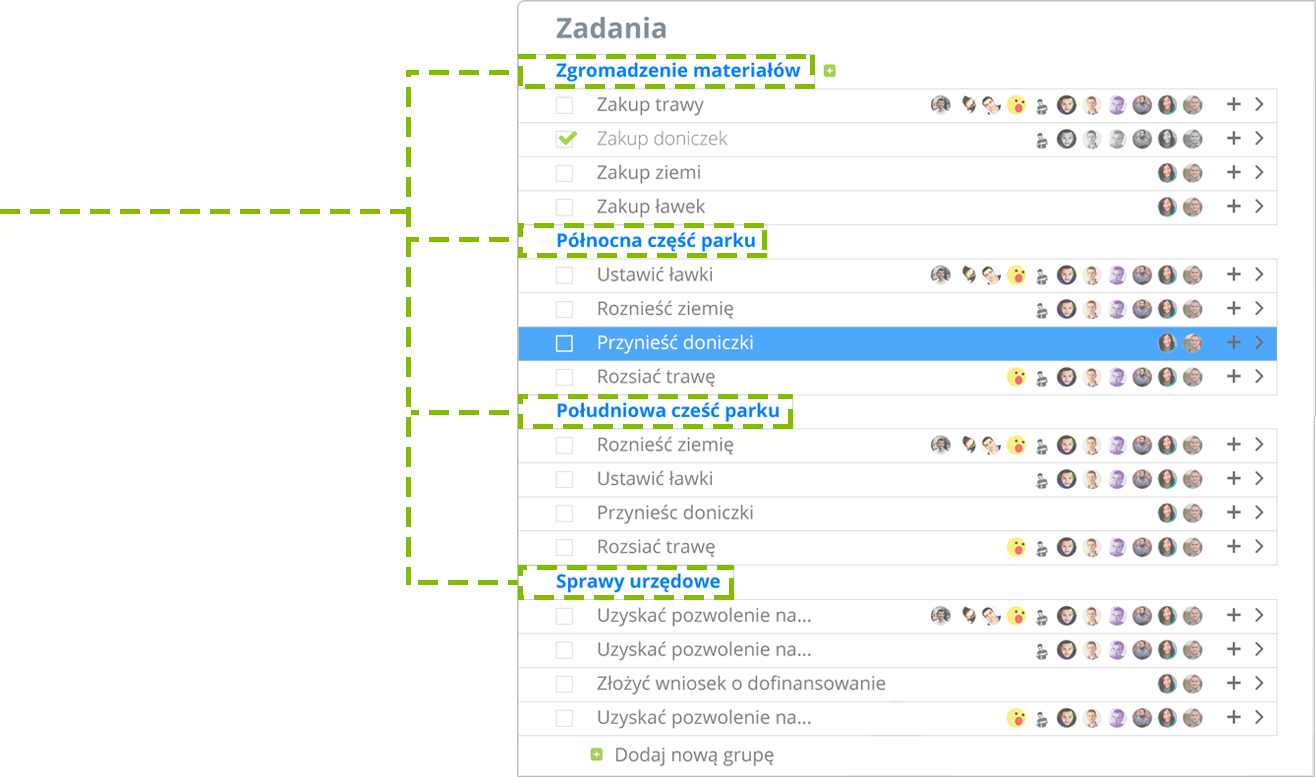 Zadania
Zgromadzenie materiałów
Zakup trawy
Zakup doniczek
Zakup ziemi
Zakup ławek
Północna część parku
Ustawić ławki
Roznieść ziemię
Przynieść doniczki
Rozsiać trawę
Południowa cześć parku
Roznieść ziemię
Ustawić ławki
Przynieśc doniczki
Rozsiać trawę
Sprawy urzędowe
Uzyskać pozwolenie na...
Uzyskać pozwolenie na...
Złożyć wniosek o dofinansowanie
Uzyskać pozwolenie na...
Dodaj nową grupę